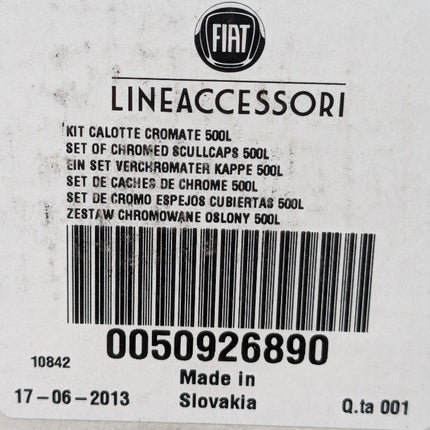 FIAT
LINEACCESSORI
KIT CALOTTE CROMATE 500L
SET OF CHROMED SCULLCAPS 500L
EIN SET VERCHROMATER KAPPE 500L
SET DE CACHES DE CHROME 500L
SET DE CROMO ESPEJOS CUBIERTAS 500L
ZESTAW CHROMOWANE OSLONY 500L
0050926890
10842
Made in
17-06-2013 Slovakia Q.ta 001